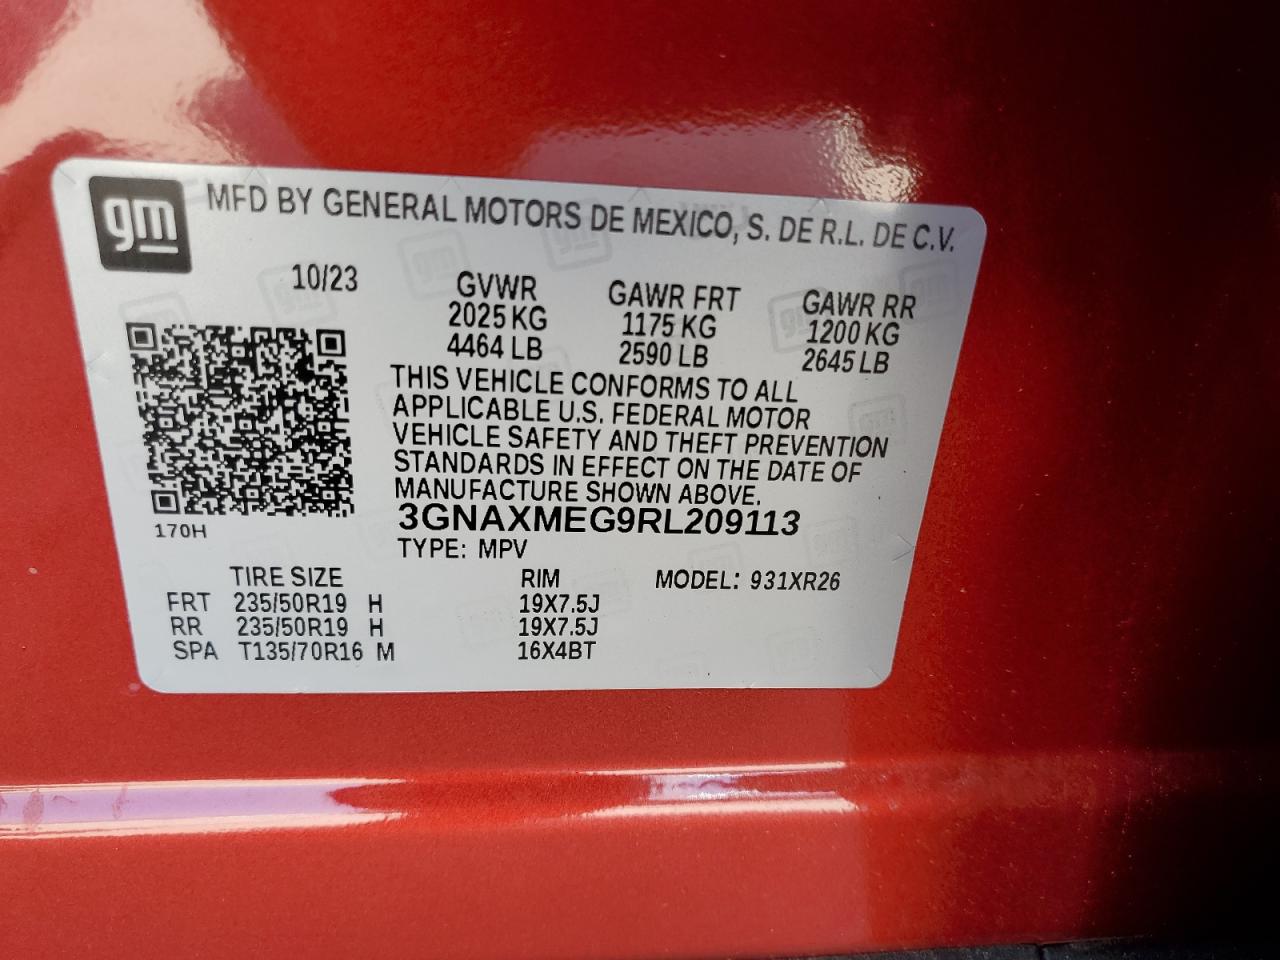 gm
MFD BY GENERAL MOTORS DE MEXICO, S. DE R.L. DE C.V.
10/23
GVWR GAWR FRT GAWR RR
2025 KG 1175 KG 1200 KG
4464 LB 2590 LB 2645 LB
THIS VEHICLE CONFORMS TO ALL
APPLICABLE U.S. FEDERAL MOTOR
VEHICLE SAFETY AND THEFT PREVENTION
STANDARDS IN EFFECT ON THE DATE OF
MANUFACTURE SHOWN ABOVE.
3GNAXMEG9RL209113
170H
TYPE: MPV
TIRE SIZE RIM MODEL: 931XR26
FRT 235/50R19 H 19X7.5J
RR 235/50R19 H 19X7.5J
SPA T135/70R16 M 16X4BT